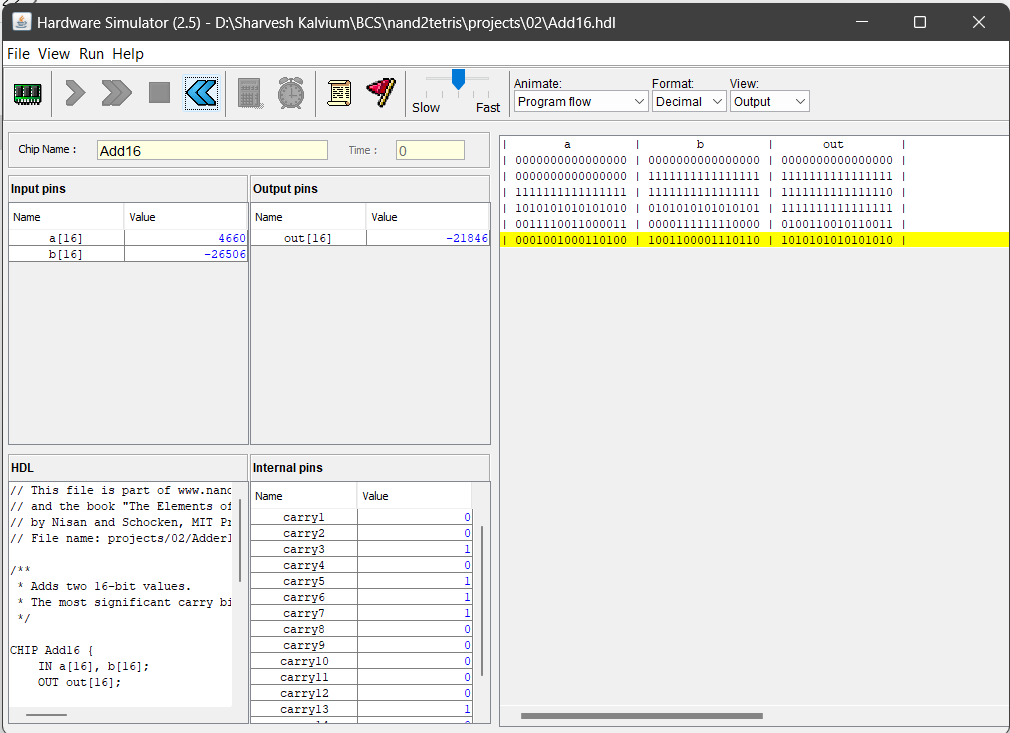 Hardware Simulator (2.5) - D:\Sharvesh Kalvium\BCS\nand2tetris\projects\02\Add16.hdl
File View Run Help
Slow Fast
Animate: Format: View:
Program flow Decimal Output
Chip Name : Add16 Time : 0
Input pins
Name Value
a[16] 4660
b[16] -26506
Output pins
Name Value
out[16] -21846
HDL
// This file is part of www.nand
// and the book "The Elements of
// by Nisan and Schocken, MIT Pr
// File name: projects/02/Adder1
/**
* Adds two 16-bit values.
* The most significant carry bi
*/
CHIP Add16 {
IN a[16], b[16];
OUT out[16];
Internal pins
Name Value
carry1 0
carry2 0
carry3 1
carry4 0
carry5 1
carry6 1
carry7 1
carry8 0
carry9 0
carry10 0
carry11 0
carry12 0
carry13 1
| a | b | out |
| 0000000000000000 | 0000000000000000 | 0000000000000000 |
| 0000000000000000 | 1111111111111111 | 1111111111111111 |
| 1111111111111111 | 1111111111111111 | 1111111111111110 |
| 1010101010101010 | 0101010101010101 | 1111111111111111 |
| 0011110011000011 | 0000111111110000 | 0100110010110011 |
| 0001001000110100 | 1001100001110110 | 1010101010101010 |